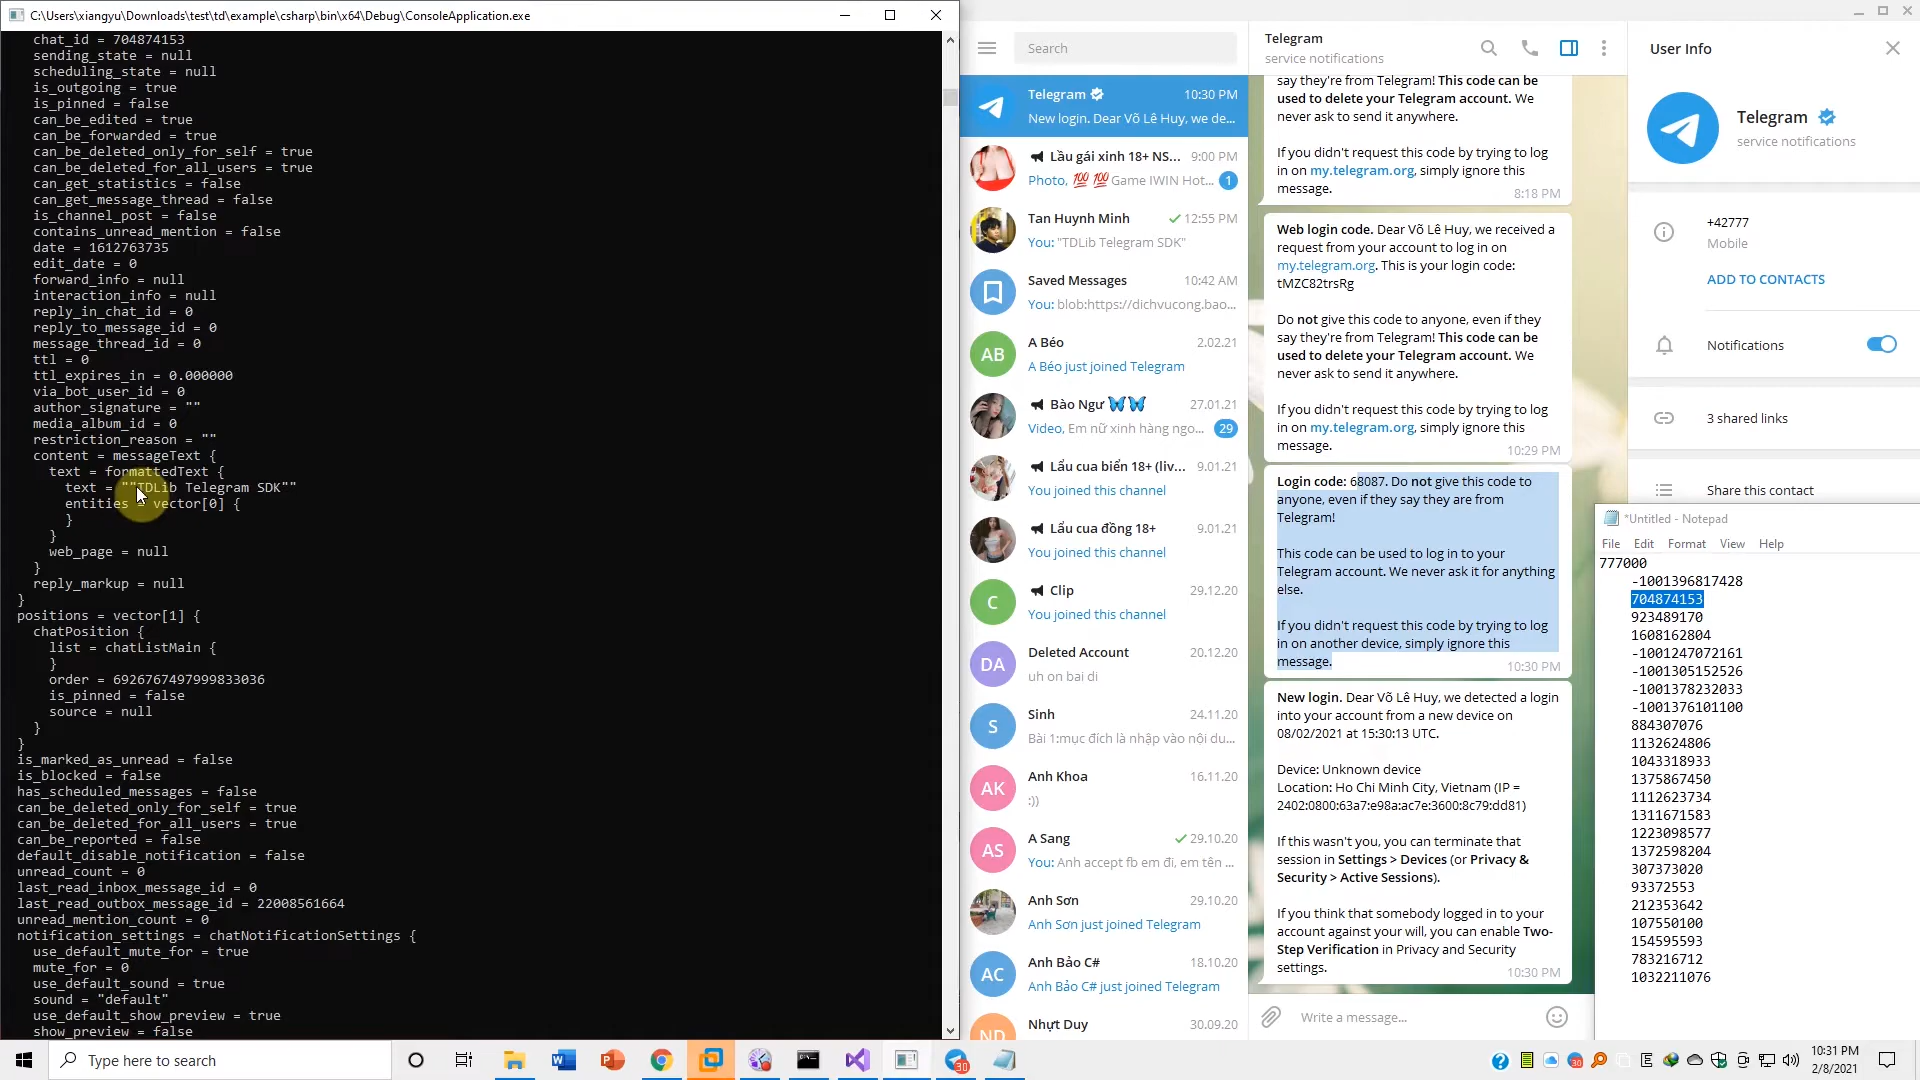 C:\Users\xiangyu\Downloads\test\td\example\csharp\bin\x64\Debug\ConsoleApplication.exe
chat_id = 704874153
sending_state = null
scheduling_state = null
is_outgoing = true
is_pinned = false
can_be_edited = true
can_be_forwarded = true
can_be_deleted_only_for_self = true
can_be_deleted_for_all_users = true
can_get_statistics = false
can_get_message_thread = false
is_channel_post = false
contains_unread_mention = false
date = 1612763735
edit_date = 0
forward_info = null
interaction_info = null
reply_in_chat_id = 0
reply_to_message_id = 0
message_thread_id = 0
ttl = 0
ttl_expires_in = 0.000000
via_bot_user_id = 0
author_signature = ""
media_album_id = 0
restriction_reason = ""
content = messageText {
text = formattedText {
text = ""TDLib Telegram SDK""
entities = vector[0] {
}
}
web_page = null
}
reply_markup = null
}
positions = vector[1] {
chatPosition {
list = chatListMain {
}
order = 6926767497999833036
is_pinned = false
source = null
}
}
is_marked_as_unread = false
is_blocked = false
has_scheduled_messages = false
can_be_deleted_only_for_self = true
can_be_deleted_for_all_users = true
can_be_reported = false
default_disable_notification = false
unread_count = 0
last_read_inbox_message_id = 0
last_read_outbox_message_id = 22008561664
unread_mention_count = 0
notification_settings = chatNotificationSettings {
use_default_mute_for = true
mute_for = 0
use_default_sound = true
sound = "default"
use_default_show_preview = true
show_preview = false
Search
Telegram 10:30 PM
New login. Dear Võ Lê Huy, we de...
Lầu gái xinh 18+ NS... 9:00 PM
Photo, 💯 💯 Game IWIN Hot... 1
Tan Huynh Minh 12:55 PM
You: "TDLib Telegram SDK"
Saved Messages 10:42 AM
You: blob:https://dichvucong.bao...
AB
A Béo 2.02.21
A Béo just joined Telegram
Bào Ngư 🦋🦋 27.01.21
Video, Em nữ xinh hàng ngo... 29
Lẩu cua biển 18+ (liv... 9.01.21
You joined this channel
Lẩu cua đồng 18+ 9.01.21
You joined this channel
C
Clip 29.12.20
You joined this channel
DA
Deleted Account 20.12.20
uh on bai di
S
Sinh 24.11.20
Bài 1:mục đích là nhập vào nội du...
AK
Anh Khoa 16.11.20
:))
AS
A Sang 29.10.20
You: Anh accept fb em đi, em tên ...
Anh Sơn 29.10.20
Anh Sơn just joined Telegram
AC
Anh Bảo C# 18.10.20
Anh Bảo C# just joined Telegram
ND
Nhựt Duy 30.09.20
Telegram
service notifications
say they're from Telegram! This code can be
used to delete your Telegram account. We
never ask to send it anywhere.
If you didn't request this code by trying to log
in on my.telegram.org, simply ignore this
message.
8:18 PM
Web login code. Dear Võ Lê Huy, we received a
request from your account to log in on
my.telegram.org. This is your login code:
tMZC82trsRg
Do not give this code to anyone, even if they
say they're from Telegram! This code can be
used to delete your Telegram account. We
never ask to send it anywhere.
If you didn't request this code by trying to log
in on my.telegram.org, simply ignore this
message.
10:29 PM
Login code: 68087. Do not give this code to
anyone, even if they say they are from
Telegram!
This code can be used to log in to your
Telegram account. We never ask it for anything
else.
If you didn't request this code by trying to log
in on another device, simply ignore this
message.
10:30 PM
New login. Dear Võ Lê Huy, we detected a login
into your account from a new device on
08/02/2021 at 15:30:13 UTC.
Device: Unknown device
Location: Ho Chi Minh City, Vietnam (IP =
2402:0800:63a7:e98a:ac7e:3600:8c79:dd81)
If this wasn't you, you can terminate that
session in Settings > Devices (or Privacy &
Security > Active Sessions).
If you think that somebody logged in to your
account against your will, you can enable Two-
Step Verification in Privacy and Security
settings.
10:30 PM
Write a message...
User Info
Telegram
service notifications
+42777
Mobile
ADD TO CONTACTS
Notifications
3 shared links
Share this contact
*Untitled - Notepad
File Edit Format View Help
777000
-1001396817428
704874153
923489170
1608162804
-1001247072161
-1001305152526
-1001378232033
-1001376101100
884307076
1132624806
1043318933
1375867450
1112623734
1311671583
1223098577
1372598204
307373020
93372553
212353642
107550100
154595593
783216712
1032211076
Type here to search
10:31 PM
2/8/2021